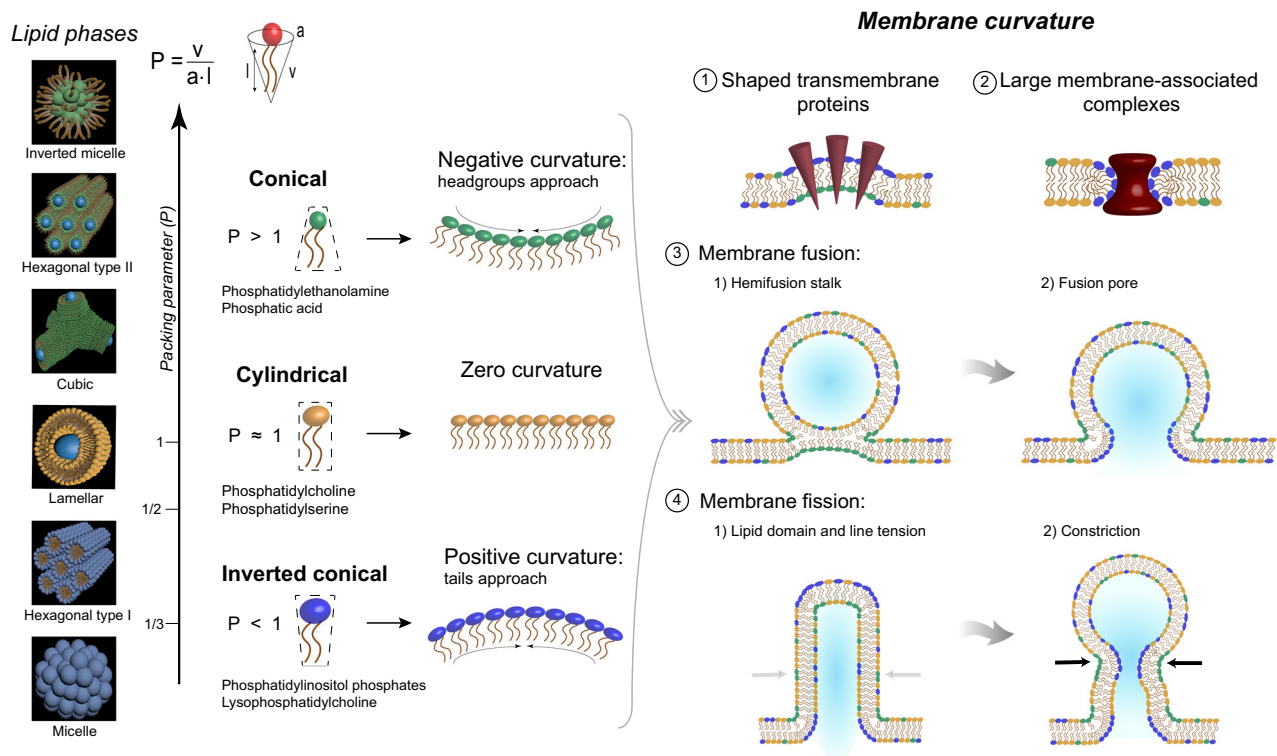 Lipid phases
Inverted micelle
Hexagonal type II
Cubic
Lamellar
Hexagonal type I
Micelle
P = v
a·l
a
l
v
Packing parameter (P)
1
1/2
1/3
Conical
P > 1
Phosphatidylethanolamine
Phosphatic acid
Negative curvature:
headgroups approach
Cylindrical
P ≈ 1
Phosphatidylcholine
Phosphatidylserine
Zero curvature
Inverted conical
P < 1
Phosphatidylinositol phosphates
Lysophosphatidylcholine
Positive curvature:
tails approach
Membrane curvature
1 Shaped transmembrane
proteins
2 Large membrane-associated
complexes
3 Membrane fusion:
1) Hemifusion stalk
2) Fusion pore
4 Membrane fission:
1) Lipid domain and line tension
2) Constriction